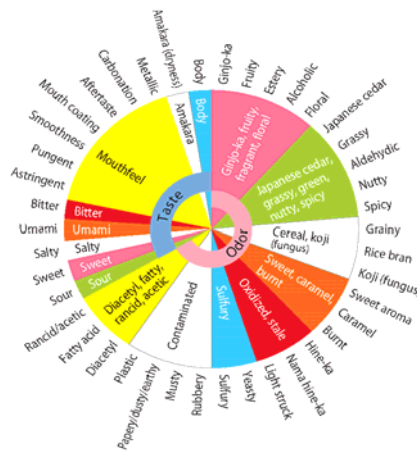 Ginjo-ka
Fruity
Estery
Alcoholic
Floral
Japanese cedar
Grassy
Aldehydic
Nutty
Spicy
Grainy
Rice bran
Koji (fungus)
Sweet aroma
Caramel
Burnt
Hine-ka
Nama hine-ka
Light struck
Yeasty
Sulfury
Rubbery
Musty
Papery/dusty/earthy
Plastic
Diacetyl
Fatty acid
Rancid/acetic
Sour
Sweet
Salty
Umami
Bitter
Astringent
Pungent
Smoothness
Mouth coating
Aftertaste
Carbonation
Metallic
Amakara (dryness)
Body
Ginjo-ka, fruity,
fragrant, floral
Japanese cedar,
grassy, green,
nutty, spicy
Cereal, koji
(fungus)
Sweet, caramel,
burnt
Oxidized, stale
Sulfury
Contaminated
Diacetyl, fatty,
rancid, acetic
Sour
Sweet
Salty
Umami
Bitter
Mouthfeel
Amakara
Body
Taste
Odor